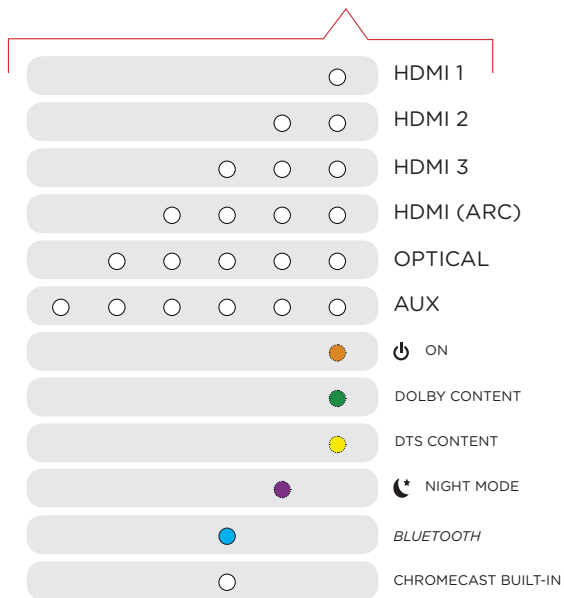 HDMI 1
HDMI 2
HDMI 3
HDMI (ARC)
OPTICAL
AUX
ON
DOLBY CONTENT
DTS CONTENT
NIGHT MODE
BLUETOOTH
CHROMECAST BUILT-IN